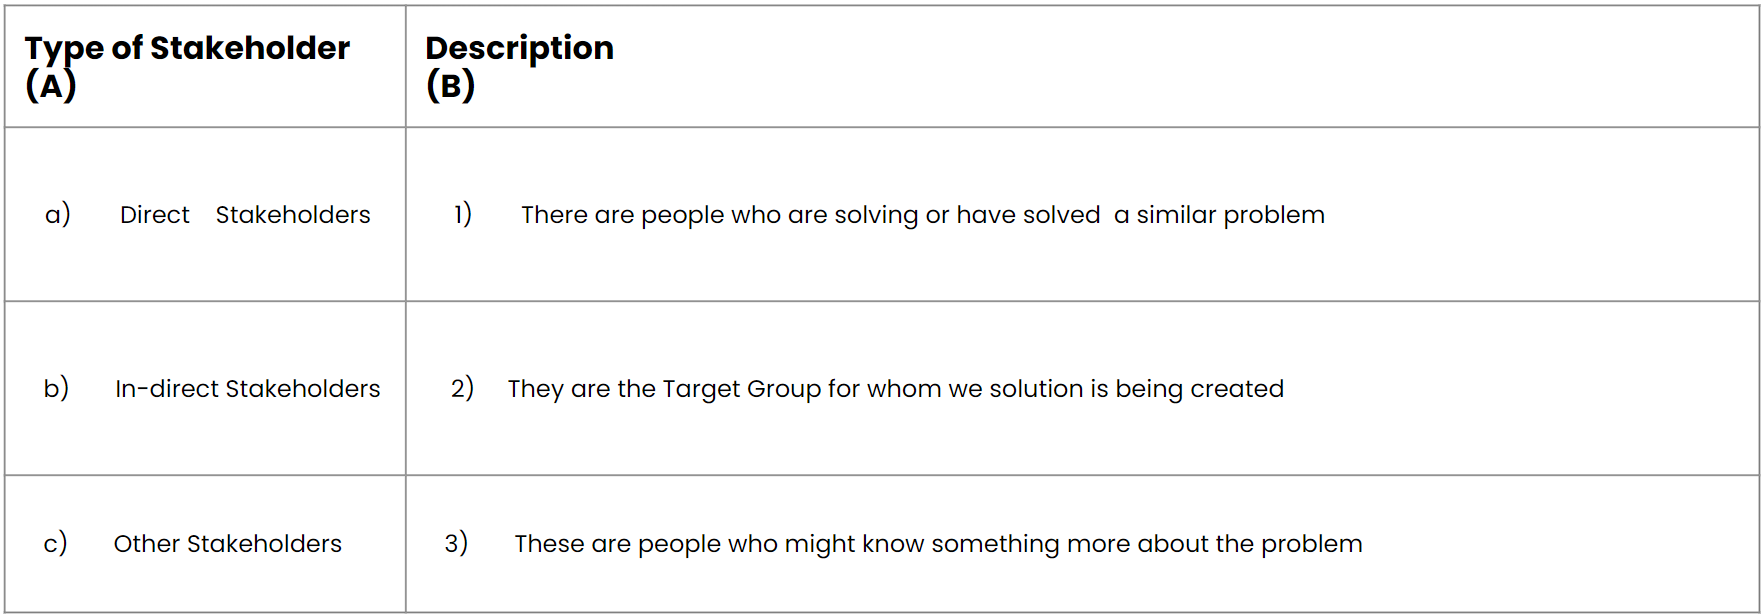 Type of Stakeholder
(A)
Description
(B)
a) Direct Stakeholders
1) There are people who are solving or have solved a similar problem
b) In-direct Stakeholders
2) They are the Target Group for whom we solution is being created
c) Other Stakeholders
3) These are people who might know something more about the problem